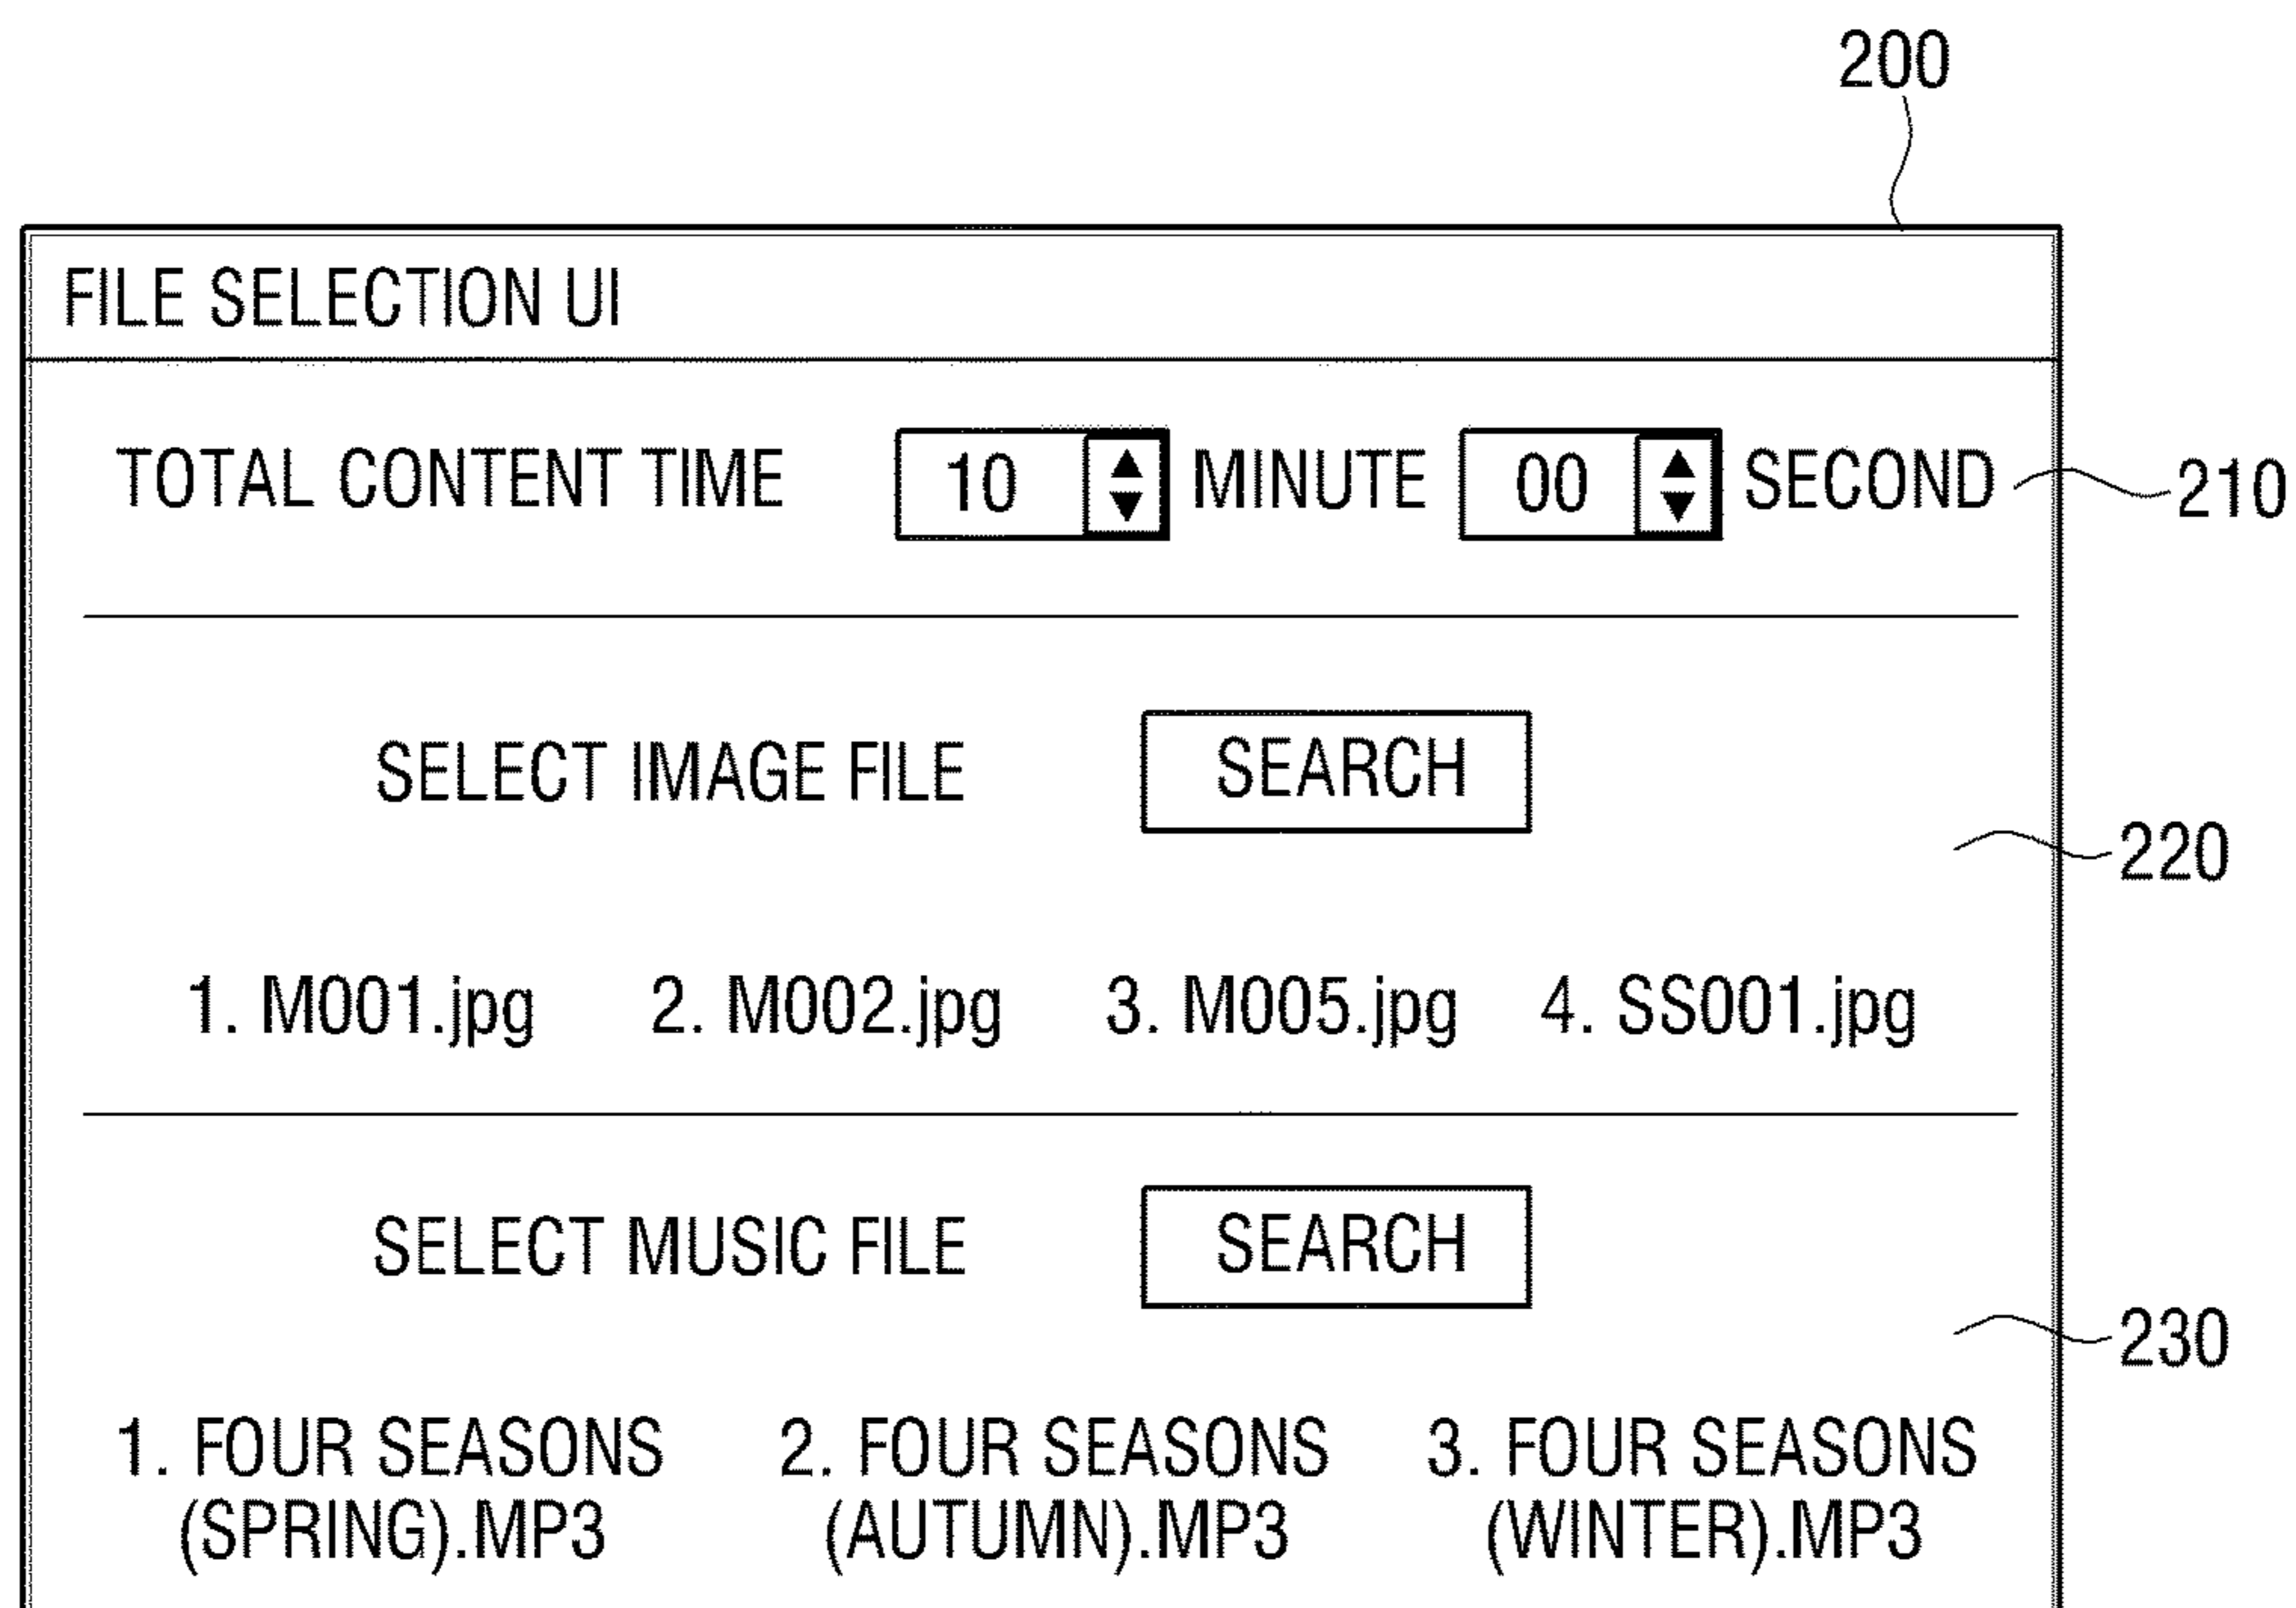 200
FILE SELECTION UI
TOTAL CONTENT TIME 10 MINUTE 00 SECOND 210
SELECT IMAGE FILE SEARCH
220
1. M001.jpg 2. M002.jpg 3. M005.jpg 4. SS001.jpg
SELECT MUSIC FILE SEARCH
230
1. FOUR SEASONS 2. FOUR SEASONS 3. FOUR SEASONS
(SPRING).MP3 (AUTUMN).MP3 (WINTER).MP3